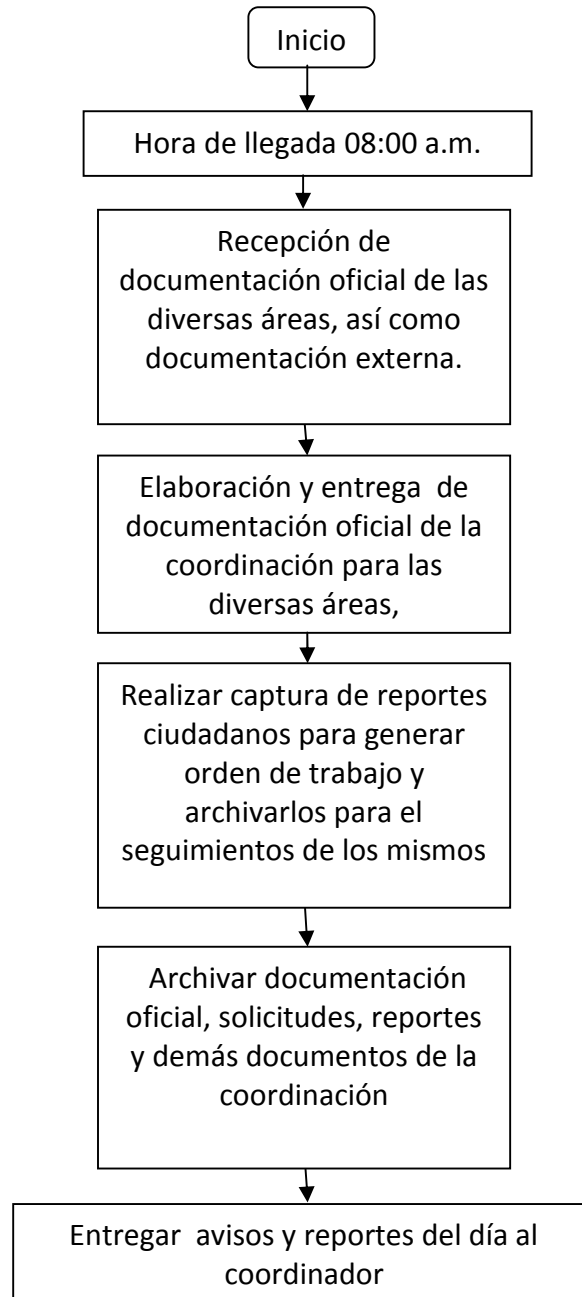 Inicio
Hora de llegada 08:00 a.m.
Recepción de
documentación oficial de las
diversas áreas, así como
documentación externa.
Elaboración y entrega  de
documentación oficial de la
coordinación para las
diversas áreas,
Realizar captura de reportes
ciudadanos para generar
orden de trabajo y
archivarlos para el
seguimientos de los mismos
Archivar documentación
oficial, solicitudes, reportes
y demás documentos de la
coordinación
Entregar  avisos y reportes del día al
coordinador